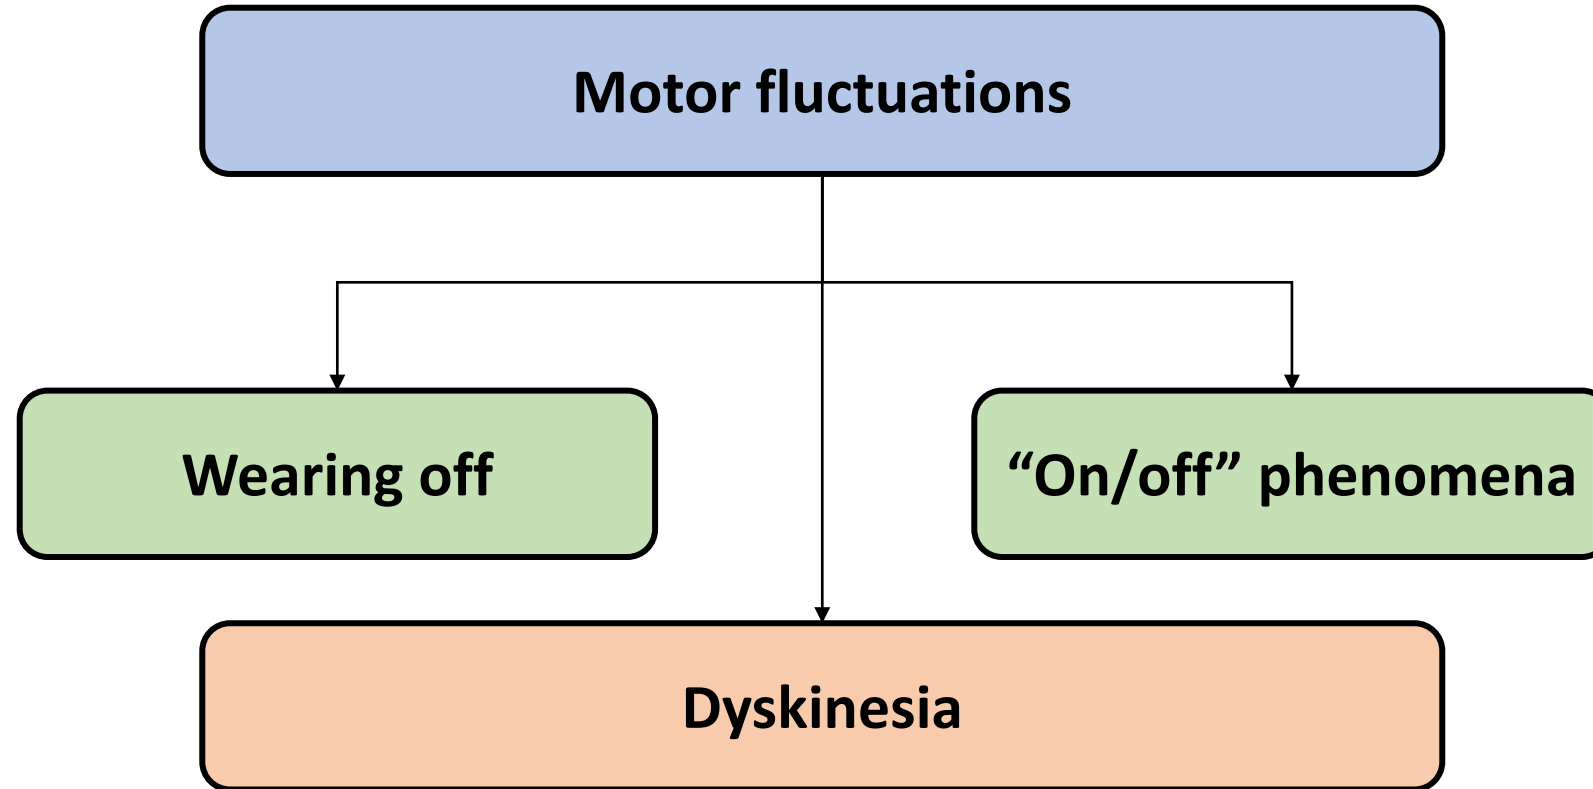 Motor fluctuations
Wearing off
“On/off” phenomena
Dyskinesia